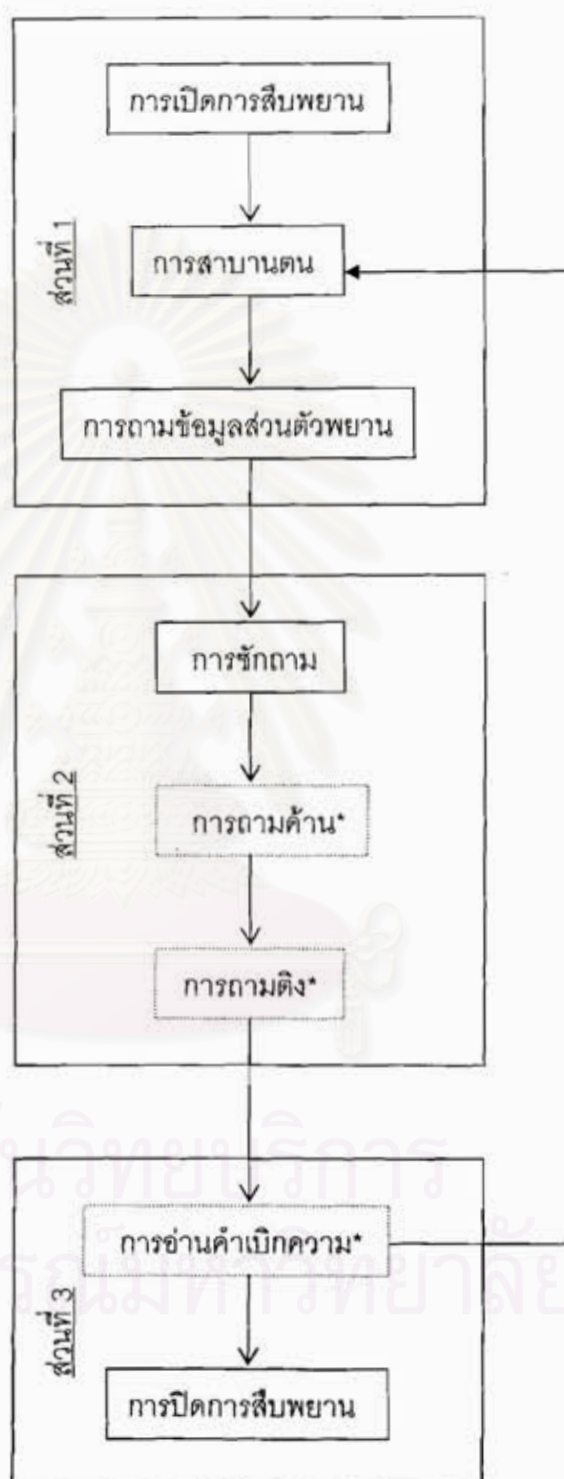 การเปิดการสืบพยาน
ส่วนที่ 1
การสาบานตน
การถามข้อมูลส่วนตัวพยาน
การซักถาม
ส่วนที่ 2
การถามค้าน*
การถามติง*
การอ่านคำเบิกความ*
ส่วนที่ 3
การปิดการสืบพยาน